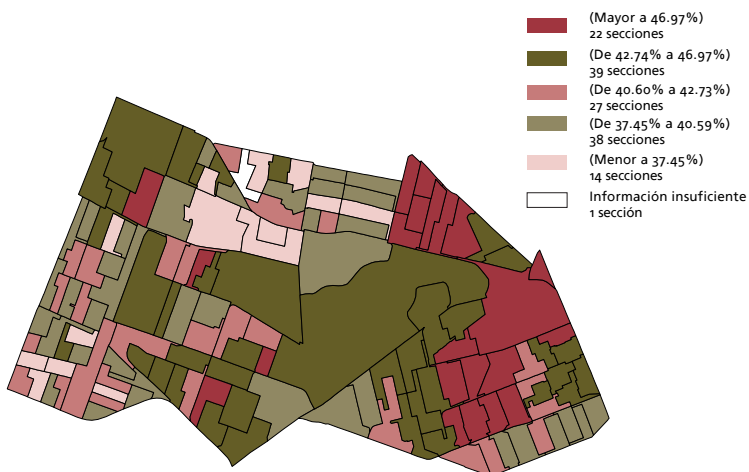 (Mayor a 46.97%)
22 secciones
(De 42.74% a 46.97%)
39 secciones
(De 40.60% a 42.73%)
27 secciones
(De 37.45% a 40.59%)
38 secciones
(Menor a 37.45%)
14 secciones
Información insuficiente
1 sección